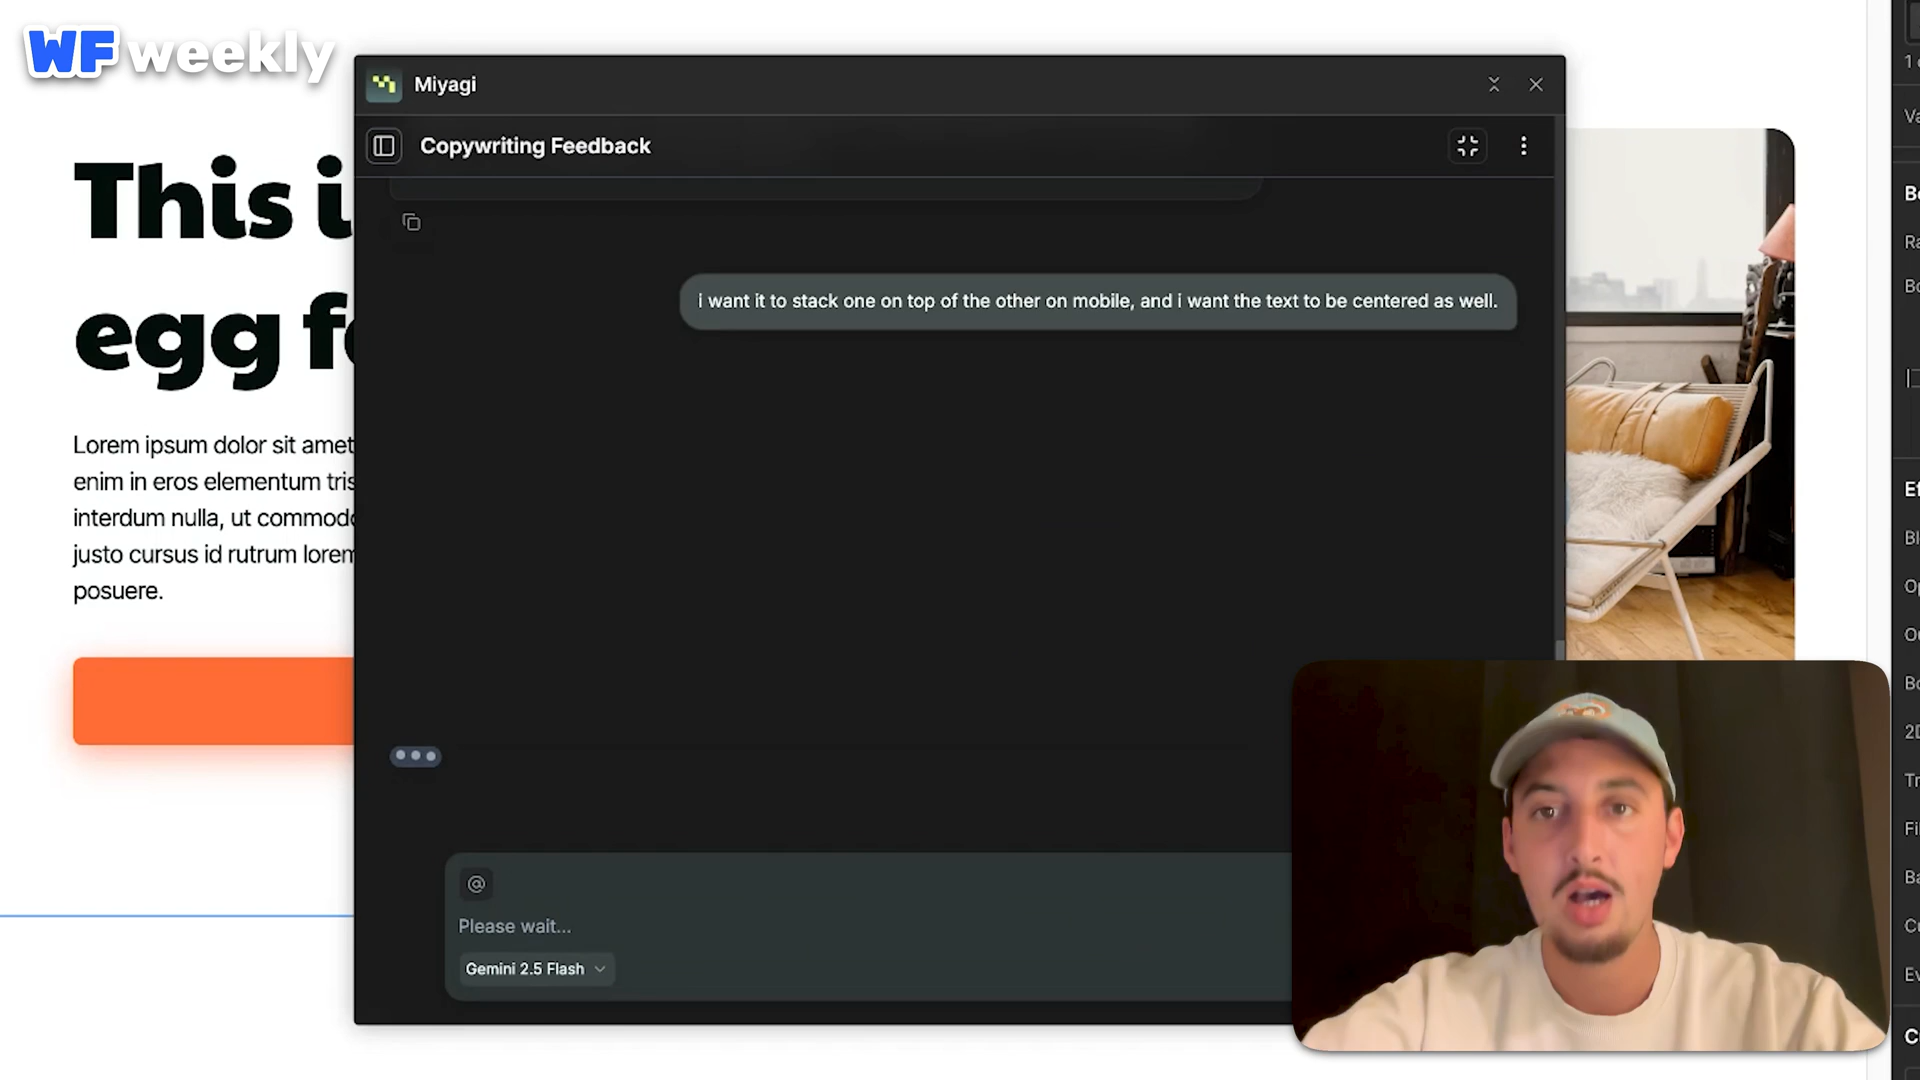 WF weekly
Miyagi
Copywriting Feedback
This i
egg f
i want it to stack one on top of the other on mobile, and i want the text to be centered as well.
Lorem ipsum dolor sit amet
enim in eros elementum tris
interdum nulla, ut commodo
justo cursus id rutrum lorem
posuere.
@
Please wait...
Gemini 2.5 Flash